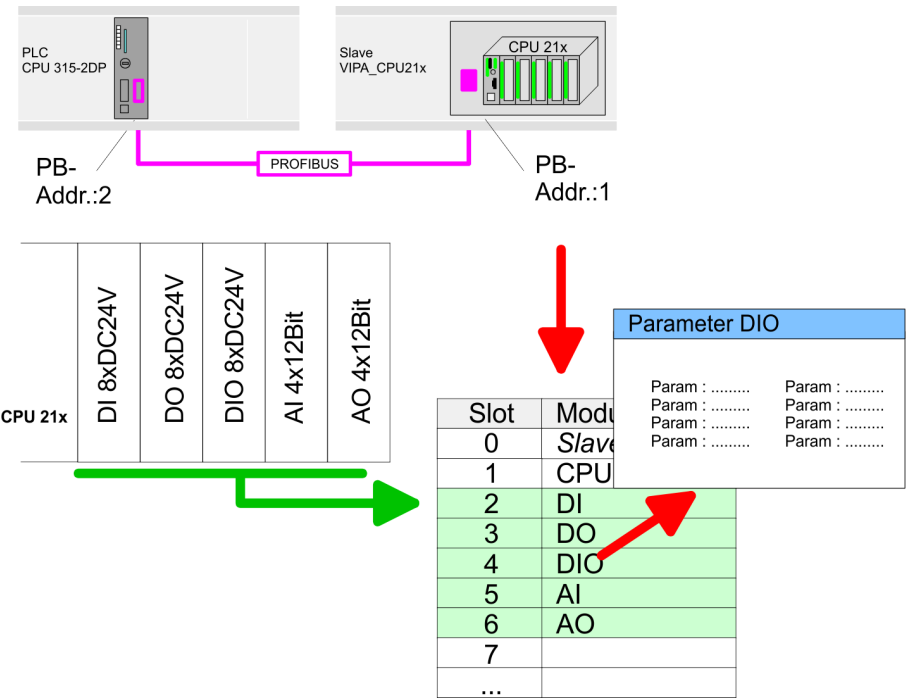 PLC
CPU 315-2DP
Slave
VIPA_CPU21x
CPU 21x
PROFIBUS
PB-
Addr.:2
PB-
Addr.:1
CPU 21x
DI 8xDC24V
DO 8xDC24V
DIO 8xDC24V
AI 4x12Bit
AO 4x12Bit
Parameter DIO
Param : ......... Param : .........
Param : ......... Param : .........
Param : ......... Param : .........
Param : ......... Param : .........
Slot Modu
0 Slave
1 CPU
2 DI
3 DO
4 DIO
5 AI
6 AO
7
...